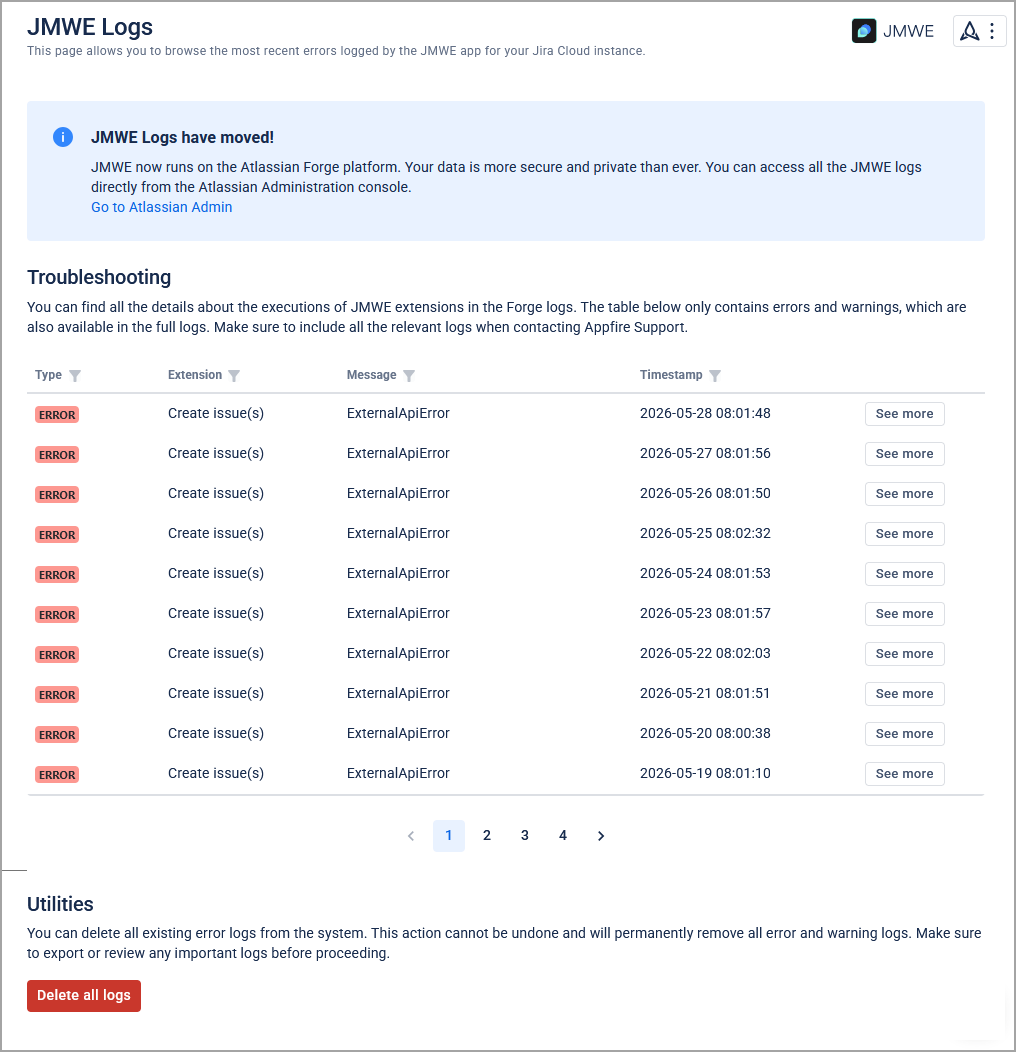 JMWE Logs
This page allows you to browse the most recent errors logged by the JMWE app for your Jira Cloud instance.
JMWE
JMWE Logs have moved!
JMWE now runs on the Atlassian Forge platform. Your data is more secure and private than ever. You can access all the JMWE logs
directly from the Atlassian Administration console.
Go to Atlassian Admin
Troubleshooting
You can find all the details about the executions of JMWE extensions in the Forge logs. The table below only contains errors and warnings, which are
also available in the full logs. Make sure to include all the relevant logs when contacting Appfire Support.
Type Extension Message Timestamp
ERROR Create issue(s) ExternalApiError 2026-05-28 08:01:48 See more
ERROR Create issue(s) ExternalApiError 2026-05-27 08:01:56 See more
ERROR Create issue(s) ExternalApiError 2026-05-26 08:01:50 See more
ERROR Create issue(s) ExternalApiError 2026-05-25 08:02:32 See more
ERROR Create issue(s) ExternalApiError 2026-05-24 08:01:53 See more
ERROR Create issue(s) ExternalApiError 2026-05-23 08:01:57 See more
ERROR Create issue(s) ExternalApiError 2026-05-22 08:02:03 See more
ERROR Create issue(s) ExternalApiError 2026-05-21 08:01:51 See more
ERROR Create issue(s) ExternalApiError 2026-05-20 08:00:38 See more
ERROR Create issue(s) ExternalApiError 2026-05-19 08:01:10 See more
1 2 3 4
Utilities
You can delete all existing error logs from the system. This action cannot be undone and will permanently remove all error and warning logs. Make sure
to export or review any important logs before proceeding.
Delete all logs